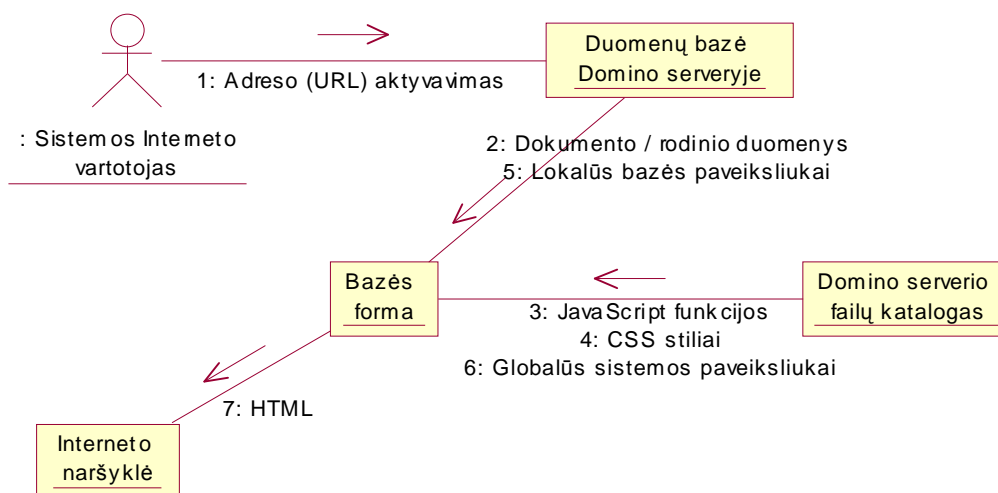 Duomenų bazė
Domino serveryje
1: Adreso (URL) aktyvavimas
: Sistemos Interneto
vartotojas
2: Dokumento / rodinio duomenys
5: Lokalūs bazės paveiksliukai
Bazės
forma
Domino serverio
failų katalogas
3: JavaScript funkcijos
4: CSS stiliai
6: Globalūs sistemos paveiksliukai
7: HTML
Interneto
naršyklė